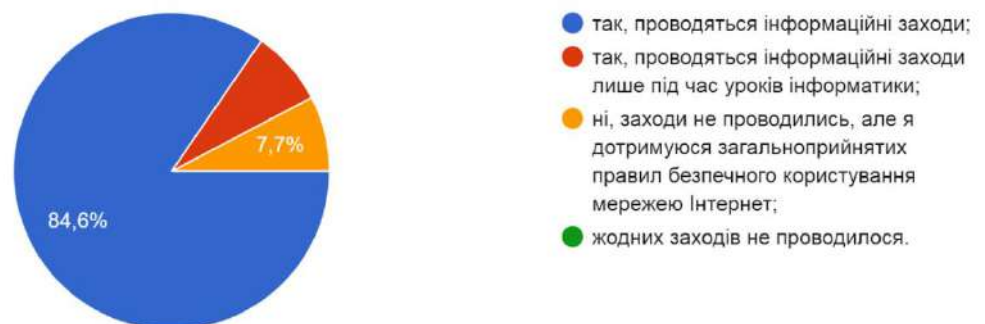 так, проводяться інформаційні заходи;
так, проводяться інформаційні заходи
лише під час уроків інформатики;
ні, заходи не проводились, але я
дотримуюся загальноприйнятих
правил безпечного користування
мережею Інтернет;
жодних заходів не проводилося.
7,7%
84,6%